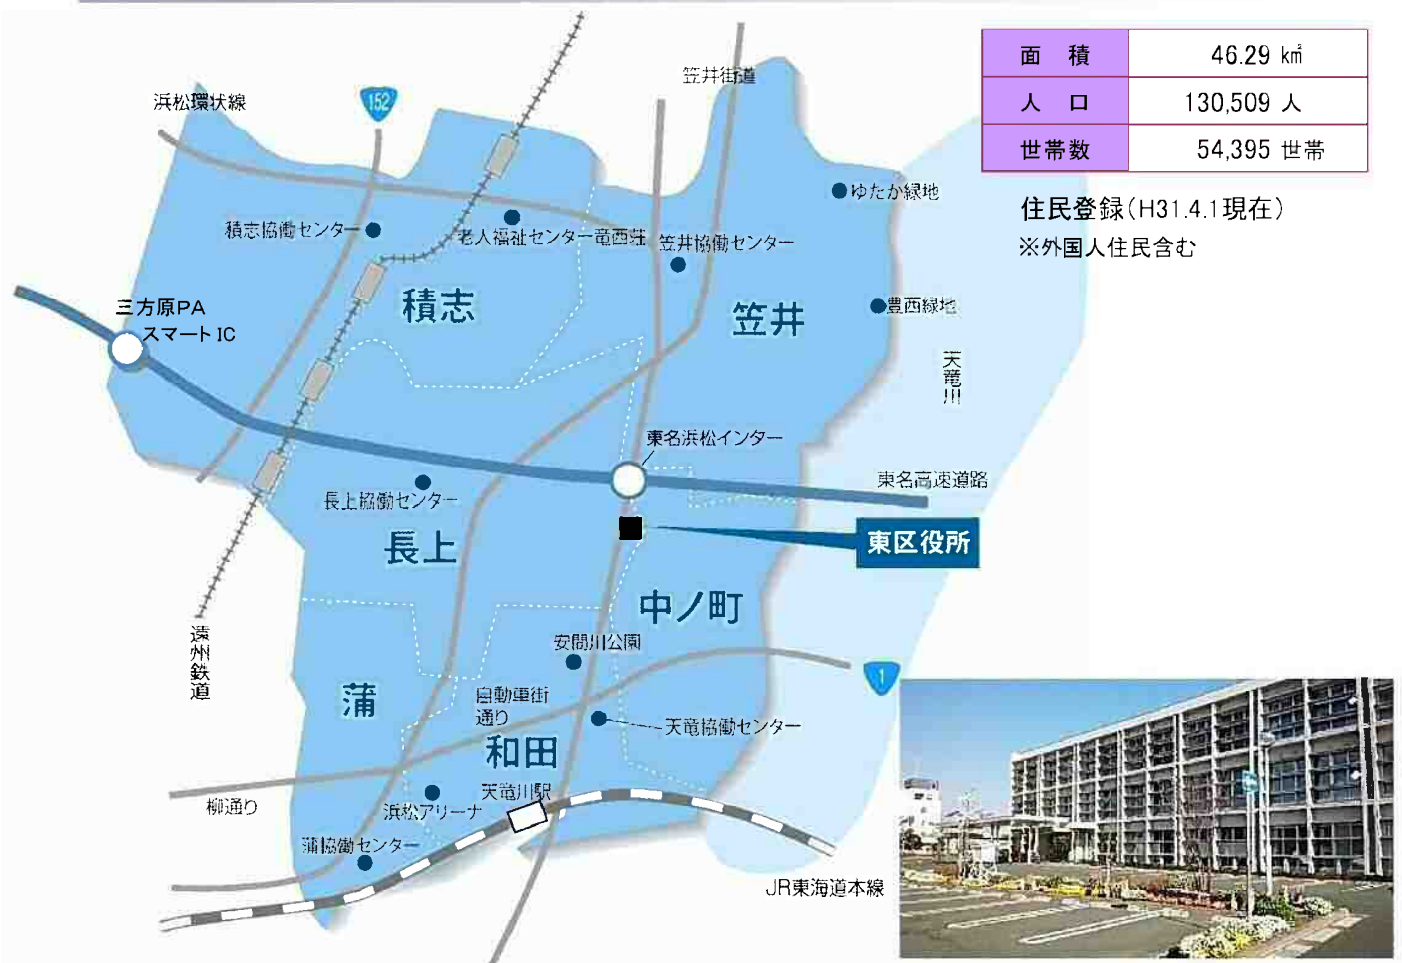 面 積 46.29 k㎡
人 口 130,509 人
世帯数 54,395 世帯
住民登録(H31.4.1現在)
※外国人住民含む
笠井街道
浜松環状線
152
ゆたか緑地
積志協働センター
老人福祉センター竜西荘
笠井協働センター
積志
笠井
豊西緑地
三方原PA
スマートIC
天竜川
東名浜松インター
東名高速道路
長上協働センター
長上
東区役所
中ノ町
遠州鉄道
安間川公園
1
蒲
自動車街
通り
天竜協働センター
和田
天竜川駅
柳通り
浜松アリーナ
蒲協働センター
JR東海道本線